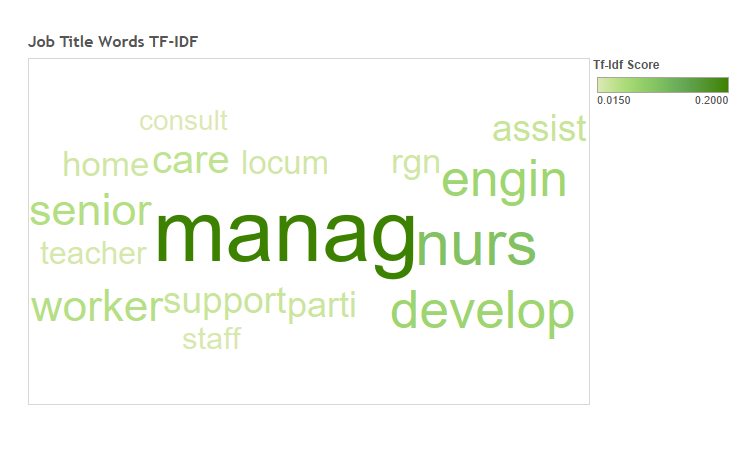 Job Title Words TF-IDF
Tf-Idf Score
0.0150 0.2000
consult
assist
home care locum rgn
engin
senior
manag nurs
teacher
worker support parti develop
staff